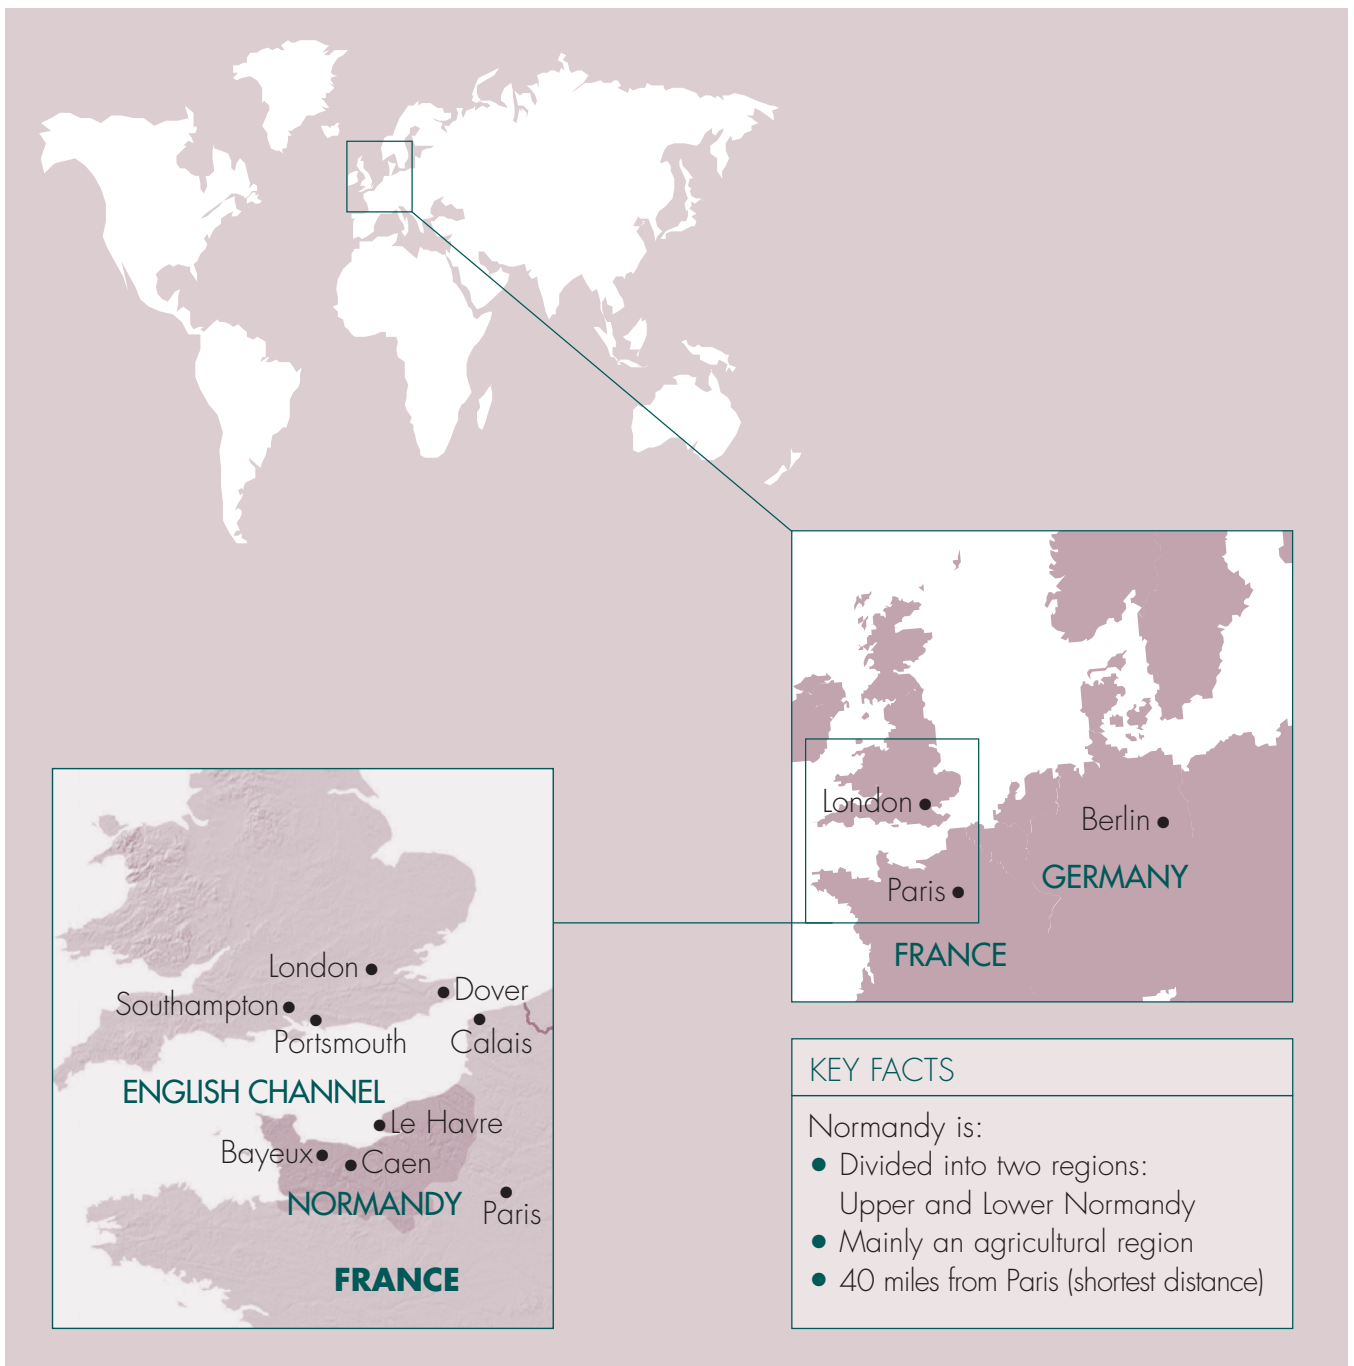 London
Berlin
GERMANY
Paris
FRANCE
London
Dover
Southampton
Portsmouth
Calais
ENGLISH CHANNEL
Le Havre
Bayeux
Caen
NORMANDY
Paris
FRANCE
KEY FACTS
Normandy is:
● Divided into two regions:
Upper and Lower Normandy
● Mainly an agricultural region
● 40 miles from Paris (shortest distance)